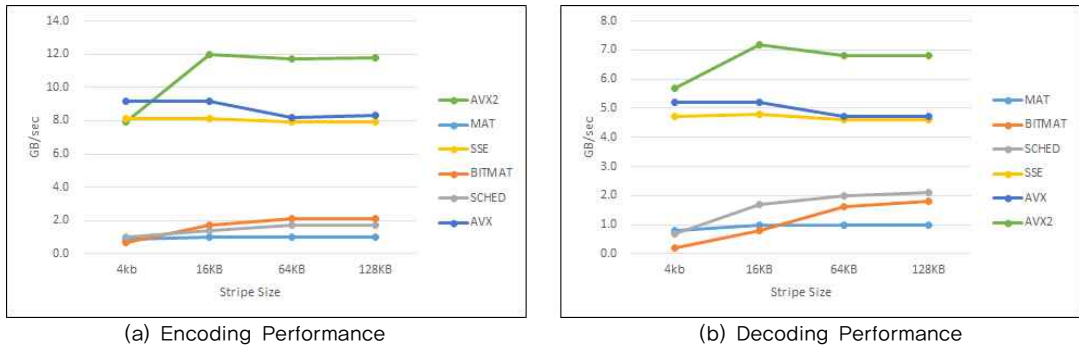 14.0
12.0
10.0
8.0
6.0
4.0
2.0
0.0
GB/sec
4kb 16KB 64KB 128KB
Stripe Size
AVX2
MAT
SSE
BITMAT
SCHED
AVX
(a) Encoding Performance
8.0
7.0
6.0
5.0
4.0
3.0
2.0
1.0
0.0
GB/sec
4kb 16KB 64KB 128KB
Stripe Size
MAT
BITMAT
SCHED
SSE
AVX
AVX2
(b) Decoding Performance